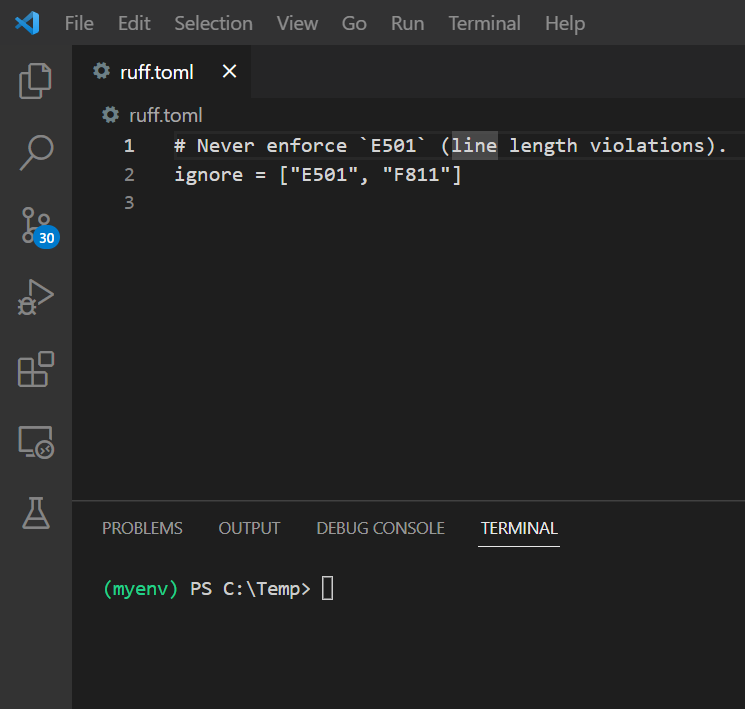 File Edit Selection View Go Run Terminal Help
ruff.toml
ruff.toml
1 # Never enforce `E501` (line length violations).
2 ignore = ["E501", "F811"]
3
30
PROBLEMS OUTPUT DEBUG CONSOLE TERMINAL
(myenv) PS C:\Temp>